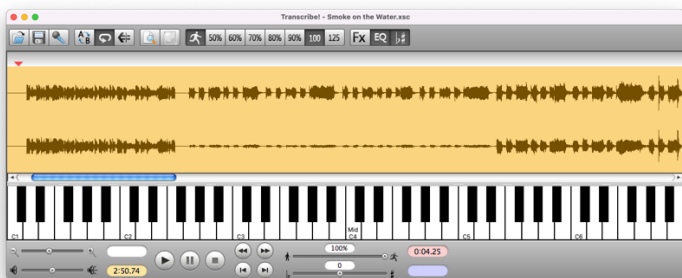 Transcribe! - Smoke on the Water.xsc
A B 50% 60% 70% 80% 90% 100 125 Fx EQ
C1 C2 C3 Mid C4 C5 C6
100%
0:04.25
2:50.74
0